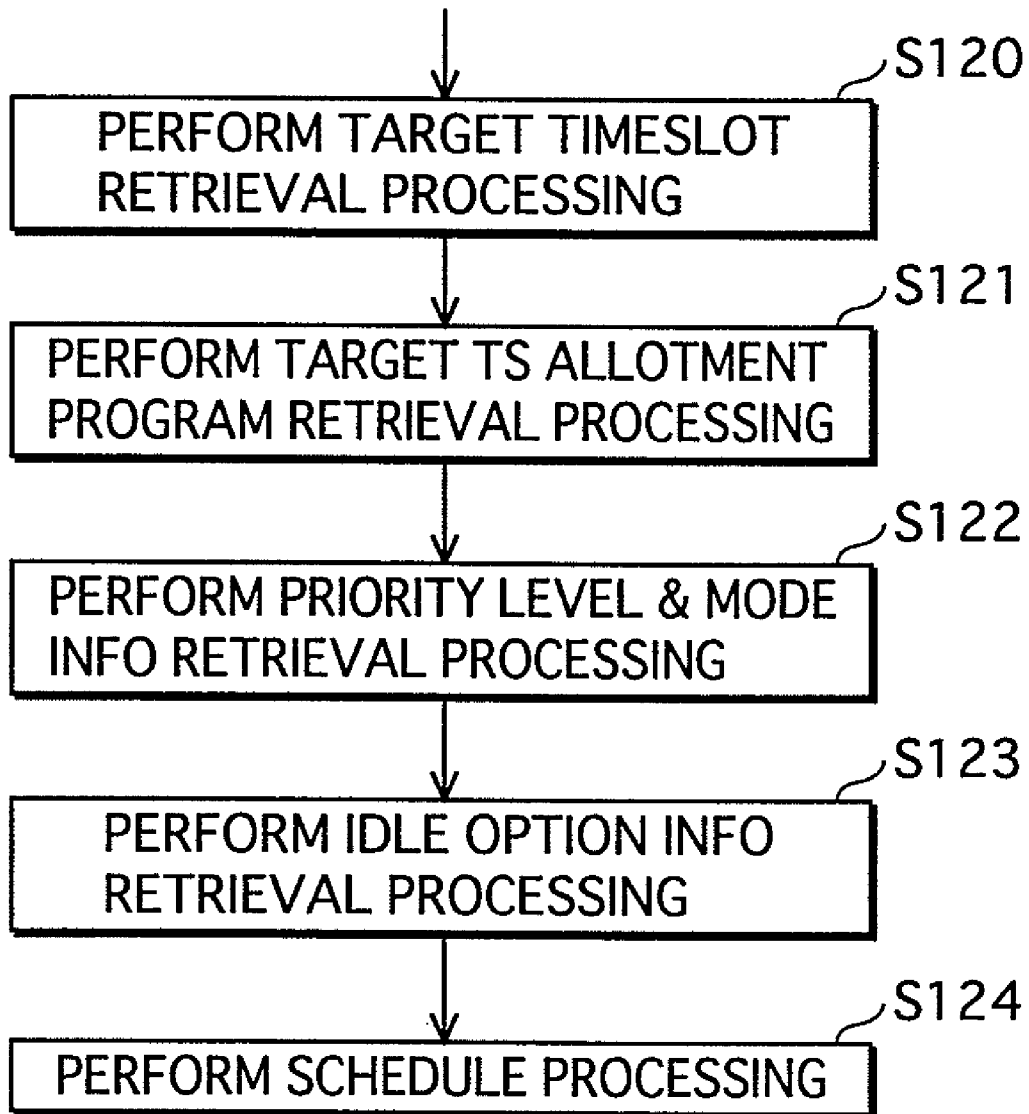 S120
PERFORM TARGET TIMESLOT
RETRIEVAL PROCESSING
S121
PERFORM TARGET TS ALLOTMENT
PROGRAM RETRIEVAL PROCESSING
S122
PERFORM PRIORITY LEVEL & MODE
INFO RETRIEVAL PROCESSING
S123
PERFORM IDLE OPTION INFO
RETRIEVAL PROCESSING
S124
PERFORM SCHEDULE PROCESSING